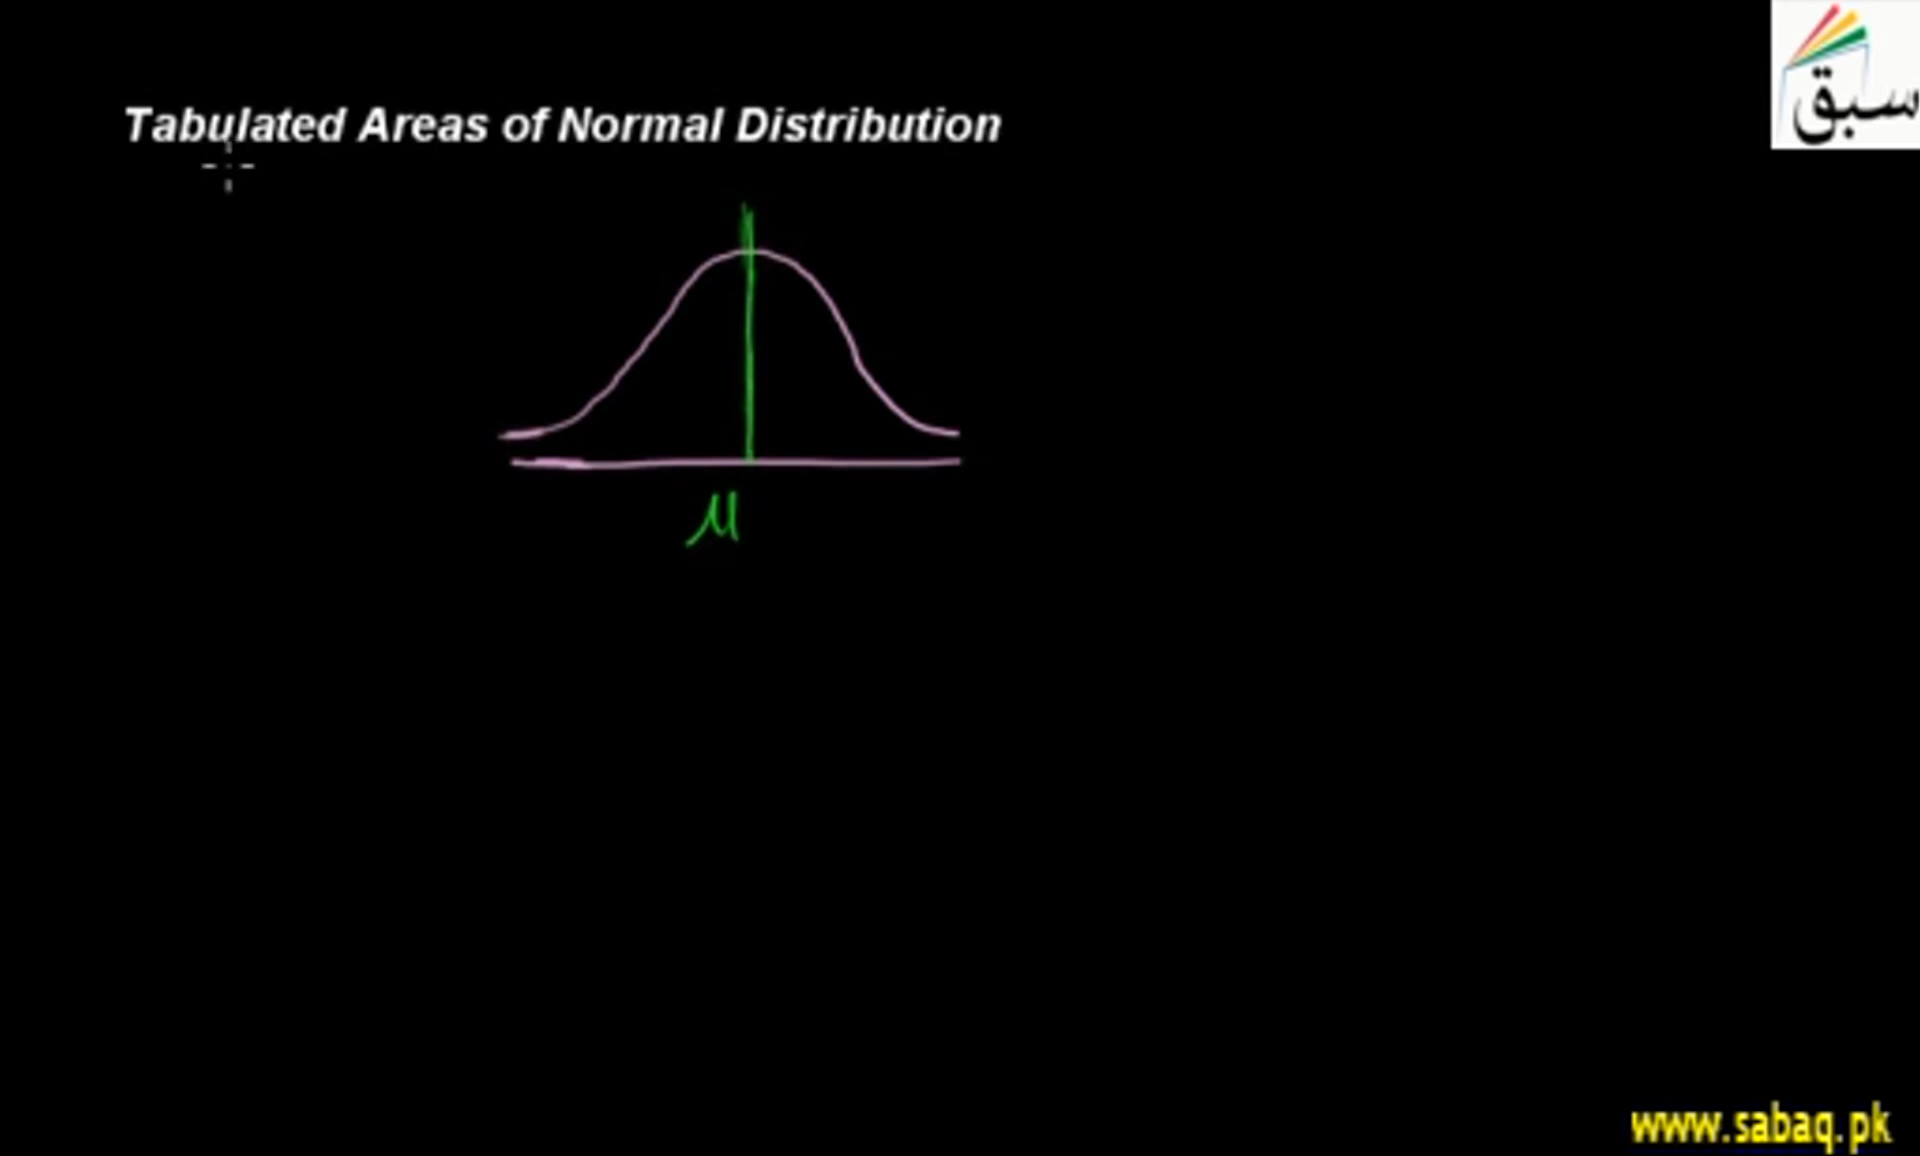 Tabulated Areas of Normal Distribution
سبق
μ
www.sabaq.pk